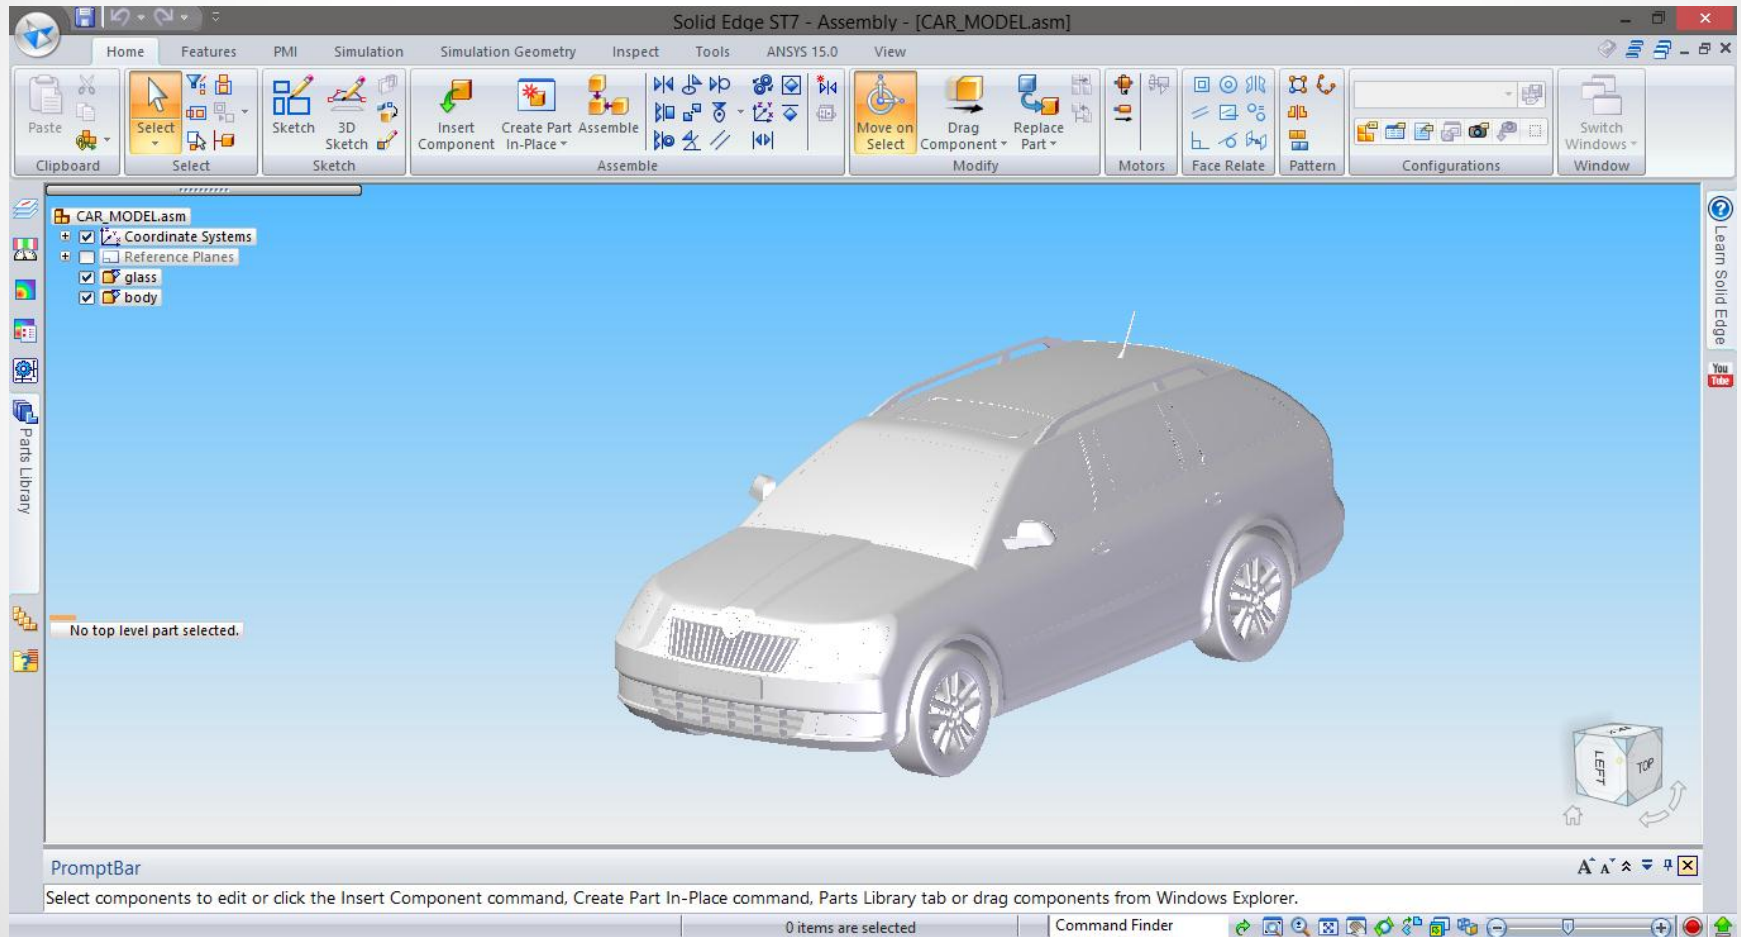 Solid Edge ST7 - Assembly - [CAR_MODEL.asm]
Home Features PMI Simulation Simulation Geometry Inspect Tools ANSYS 15.0 View
Paste
Clipboard
Select
Select
Sketch
3D Sketch
Sketch
Insert Component
Create Part In-Place
Assemble
Assemble
Move on Select
Drag Component
Replace Part
Modify
Motors
Face Relate
Pattern
Configurations
Switch Windows
Window
CAR_MODEL.asm
Coordinate Systems
Reference Planes
glass
body
Parts Library
No top level part selected.
Learn Solid Edge
You
Tube
LEFT
TOP
PromptBar
Select components to edit or click the Insert Component command, Create Part In-Place command, Parts Library tab or drag components from Windows Explorer.
0 items are selected
Command Finder